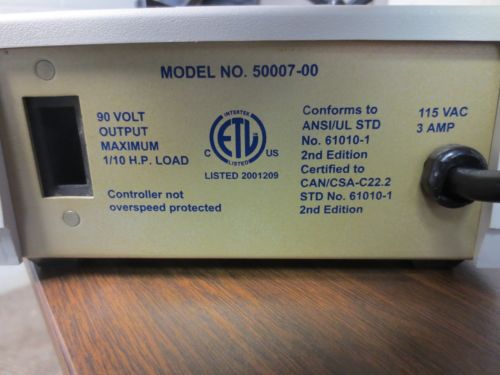 MODEL NO. 50007-00
90 VOLT
OUTPUT
MAXIMUM
1/10 H.P. LOAD
Controller not
overspeed protected
INTERTEK
ETL
C US
LISTED
LISTED 2001209
Conforms to
ANSI/UL STD
No. 61010-1
2nd Edition
Certified to
CAN/CSA-C22.2
STD No. 61010-1
2nd Edition
115 VAC
3 AMP